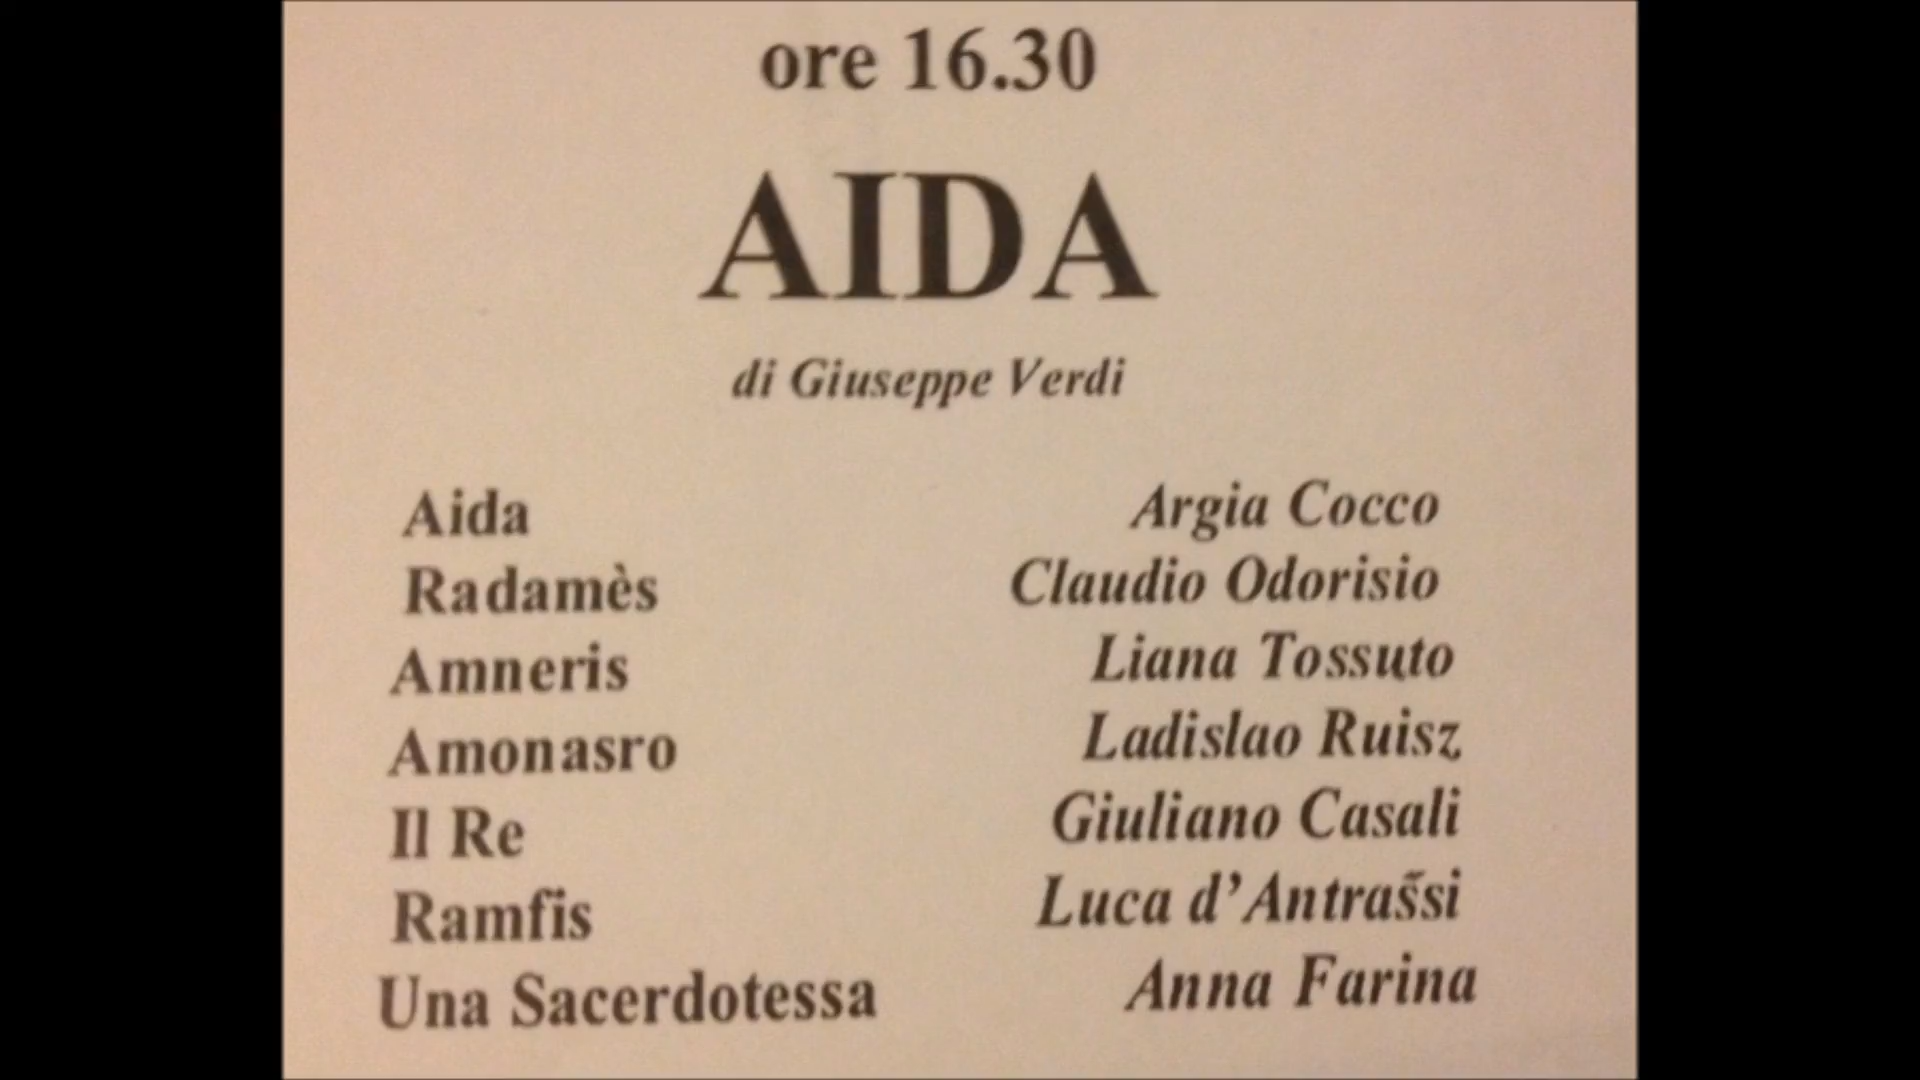 ore 16.30
AIDA
di Giuseppe Verdi
Aida Argia Cocco
Radamès Claudio Odorisio
Amneris Liana Tossuto
Amonasro Ladislao Ruisz
Il Re Giuliano Casali
Ramfis Luca d'Antrassi
Una Sacerdotessa Anna Farina